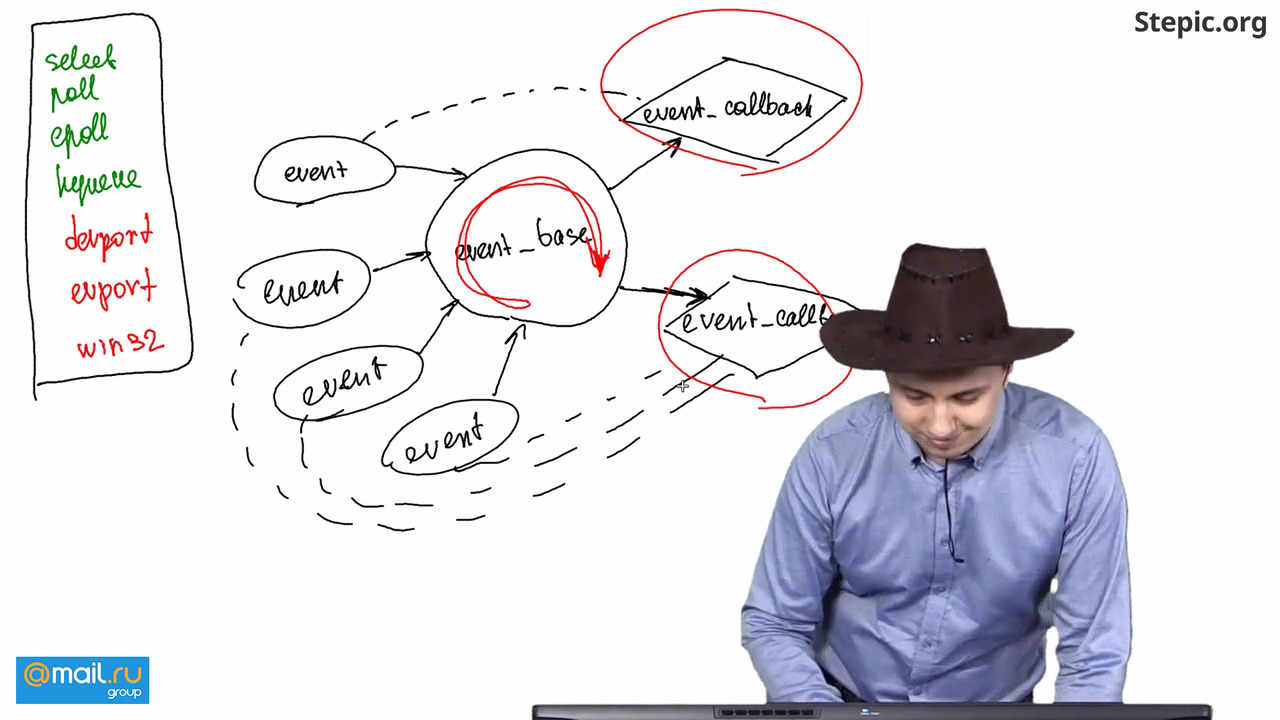 Stepic.org
select
poll
epoll
kqueue
devport
evport
win32
event
event
event
event
event_base
event_callback
event_callb
@mail.ru
group